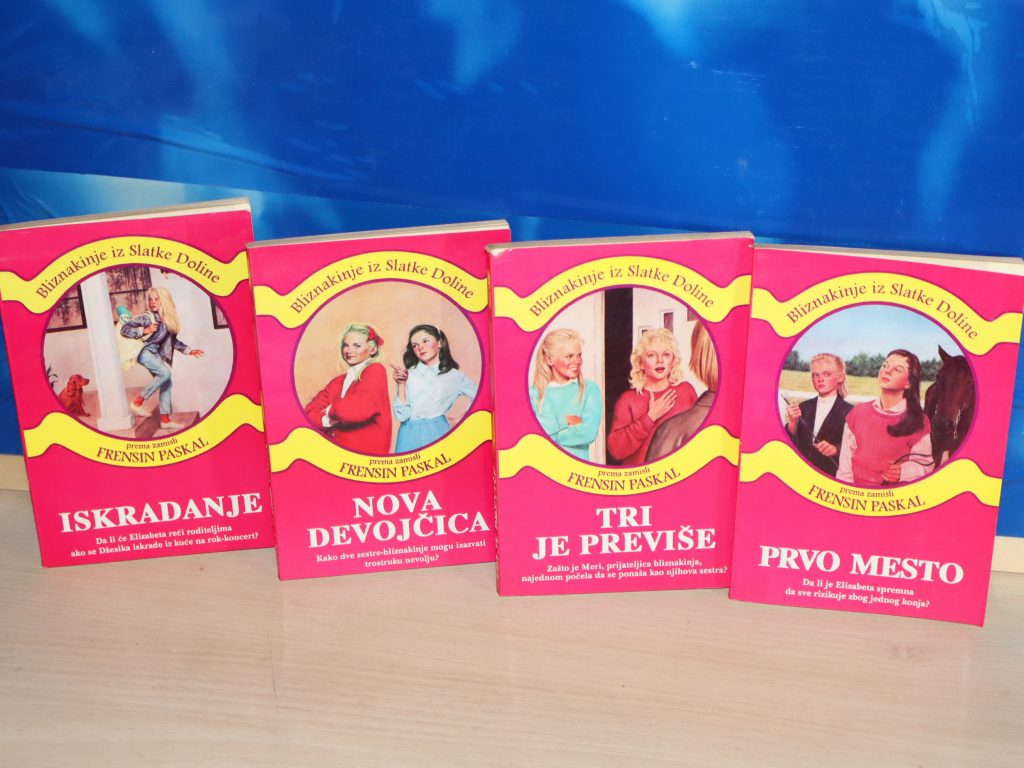 Bliznakinje iz Slatke Doline
prema zamisli
FRENSIN PASKAL
ISKRADANJE
Da li će Elizabeta reći roditeljima
ako se Džesika iskrade iz kuće na rok-koncert?
Bliznakinje iz Slatke Doline
prema zamisli
FRENSIN PASKAL
NOVA
DEVOJČICA
Kako dve sestre-bliznakinje mogu izazvati
trostruku nevolju?
Bliznakinje iz Slatke Doline
prema zamisli
FRENSIN PASKAL
TRI
JE PREVIŠE
Zašto je Meri, prijateljica bliznakinja,
najednom počela da se ponaša kao njihova sestra?
Bliznakinje iz Slatke Doline
prema zamisli
FRENSIN PASKAL
PRVO MESTO
Da li je Elizabeta spremna
da sve rizikuje zbog jednog konja?